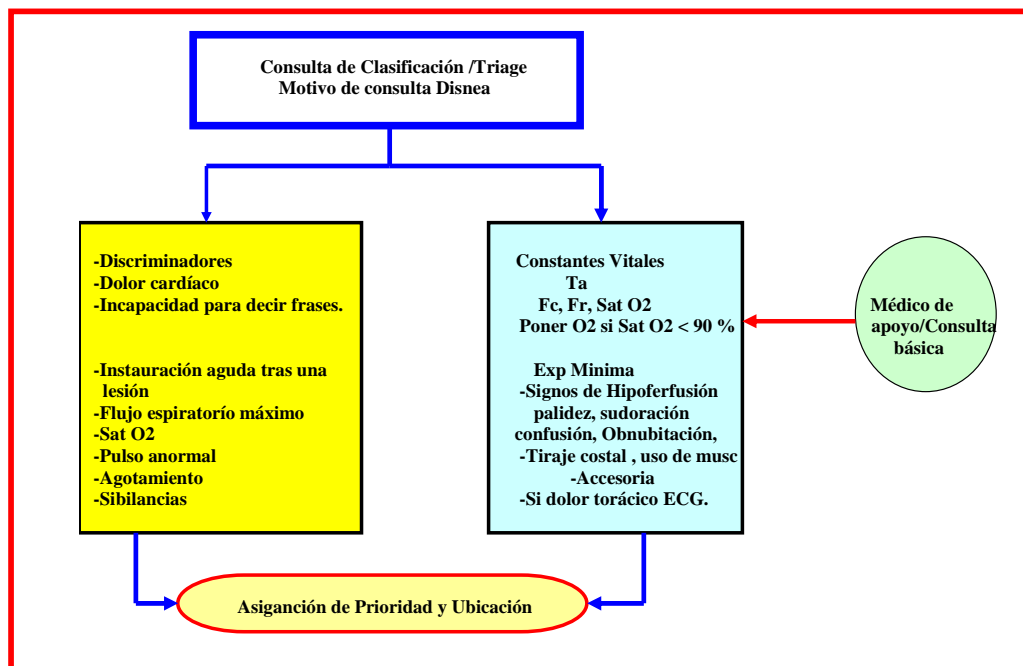 Consulta de Clasificación /Triage
Motivo de consulta Disnea
-Discriminadores
-Dolor cardíaco
-Incapacidad para decir frases.
-Instauración aguda tras una
lesión
-Flujo espiratorío máximo
-Sat O2
-Pulso anormal
-Agotamiento
-Sibilancias
Constantes Vitales
Ta
Fc, Fr, Sat O2
Poner O2 si Sat O2 < 90 %
Exp Minima
-Signos de Hipoferfusión
palidez, sudoración
confusión, Obnubitación,
-Tiraje costal , uso de musc
-Accesoria
-Si dolor torácico ECG.
Médico de
apoyo/Consulta
básica
Asigançión de Prioridad y Ubicación